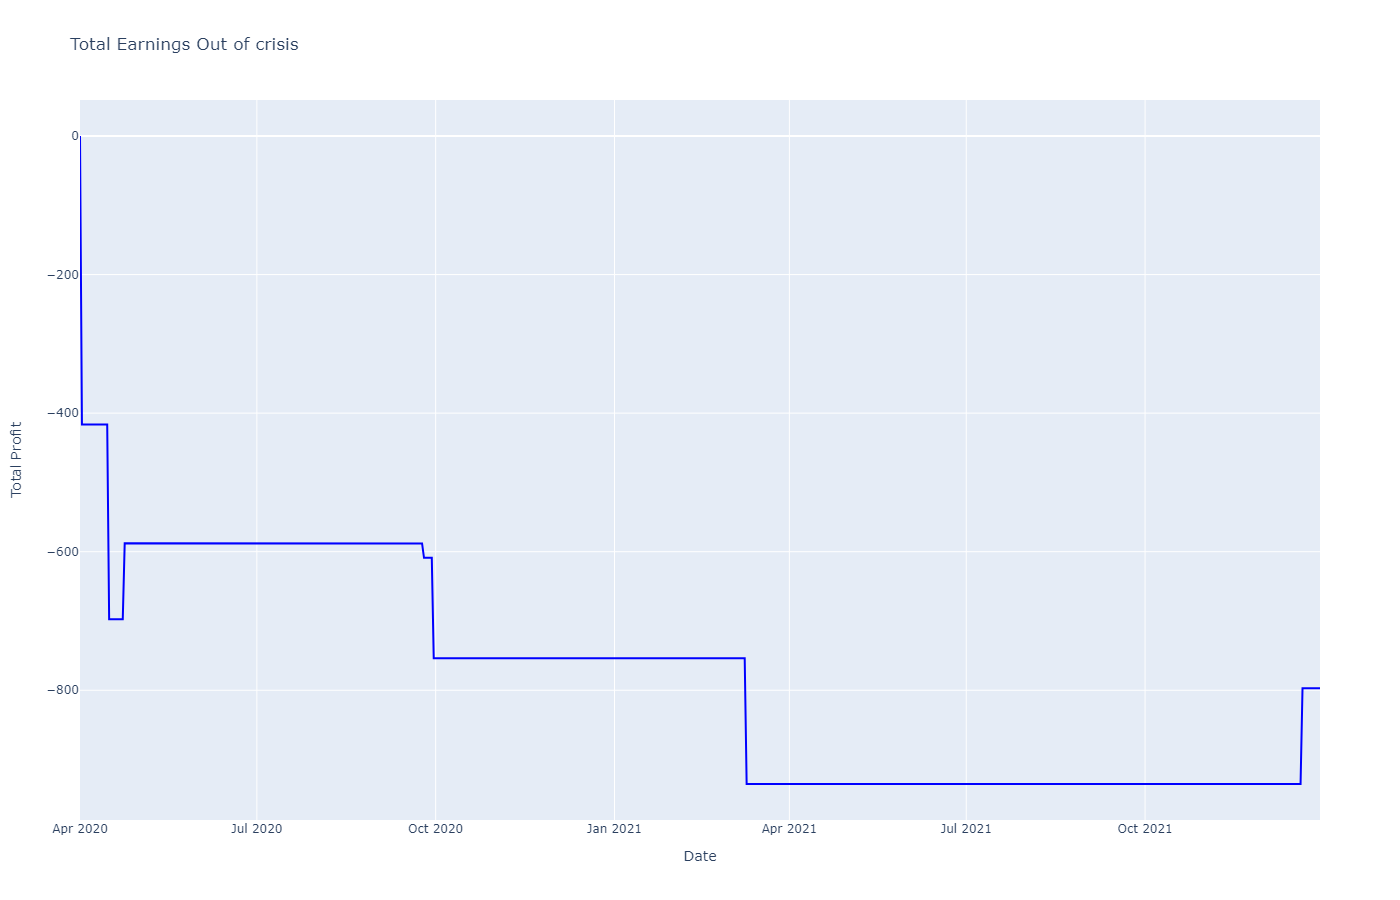 Total Earnings Out of crisis
0
−200
−400
−600
−800
Total Profit
Apr 2020 Jul 2020 Oct 2020 Jan 2021 Apr 2021 Jul 2021 Oct 2021
Date